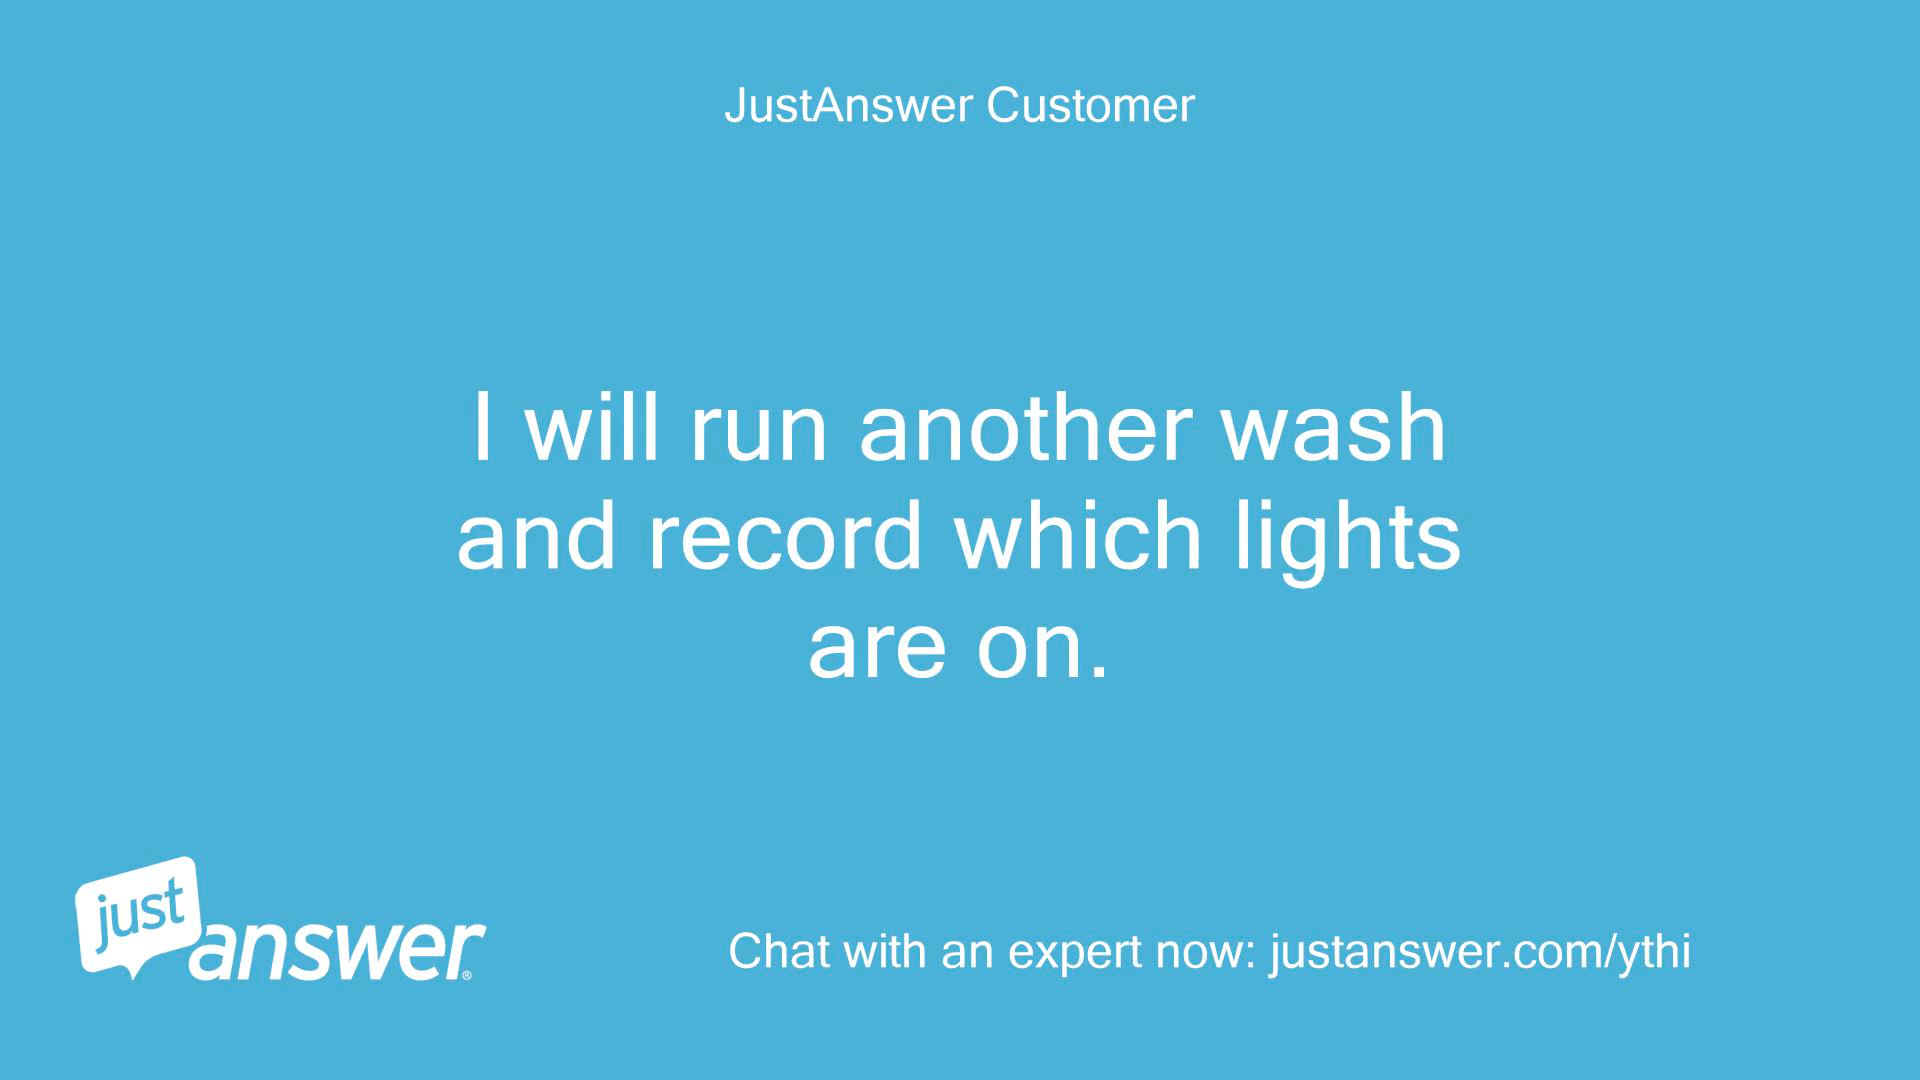 JustAnswer Customer
I will run another wash
and record which lights
are on.
just
answer®
Chat with an expert now: justanswer.com/ythi